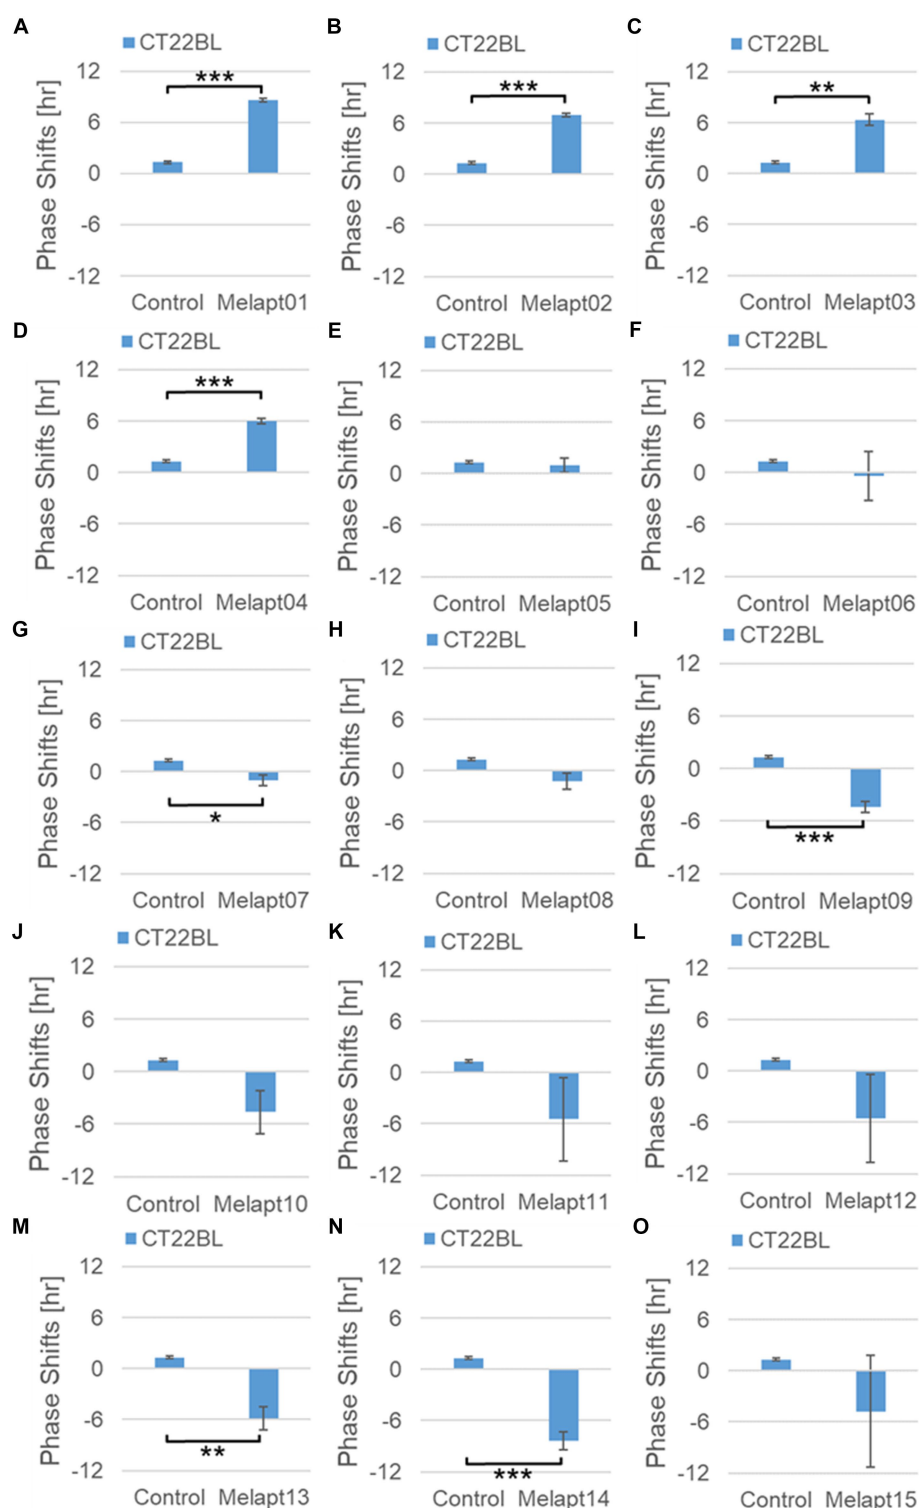 A
CT22BL
Phase Shifts [hr]
12
6
0
-6
-12
***
Control Melapt01
B
CT22BL
Phase Shifts [hr]
12
6
0
-6
-12
***
Control Melapt02
C
CT22BL
Phase Shifts [hr]
12
6
0
-6
-12
**
Control Melapt03
D
CT22BL
Phase Shifts [hr]
12
6
0
-6
-12
***
Control Melapt04
E
CT22BL
Phase Shifts [hr]
12
6
0
-6
-12
Control Melapt05
F
CT22BL
Phase Shifts [hr]
12
6
0
-6
-12
Control Melapt06
G
CT22BL
Phase Shifts [hr]
12
6
0
-6
-12
*
Control Melapt07
H
CT22BL
Phase Shifts [hr]
12
6
0
-6
-12
Control Melapt08
I
CT22BL
Phase Shifts [hr]
12
6
0
-6
-12
***
Control Melapt09
J
CT22BL
Phase Shifts [hr]
12
6
0
-6
-12
Control Melapt10
K
CT22BL
Phase Shifts [hr]
12
6
0
-6
-12
Control Melapt11
L
CT22BL
Phase Shifts [hr]
12
6
0
-6
-12
Control Melapt12
M
CT22BL
Phase Shifts [hr]
12
6
0
-6
-12
**
Control Melapt13
N
CT22BL
Phase Shifts [hr]
12
6
0
-6
-12
***
Control Melapt14
O
CT22BL
Phase Shifts [hr]
12
6
0
-6
-12
Control Melapt15